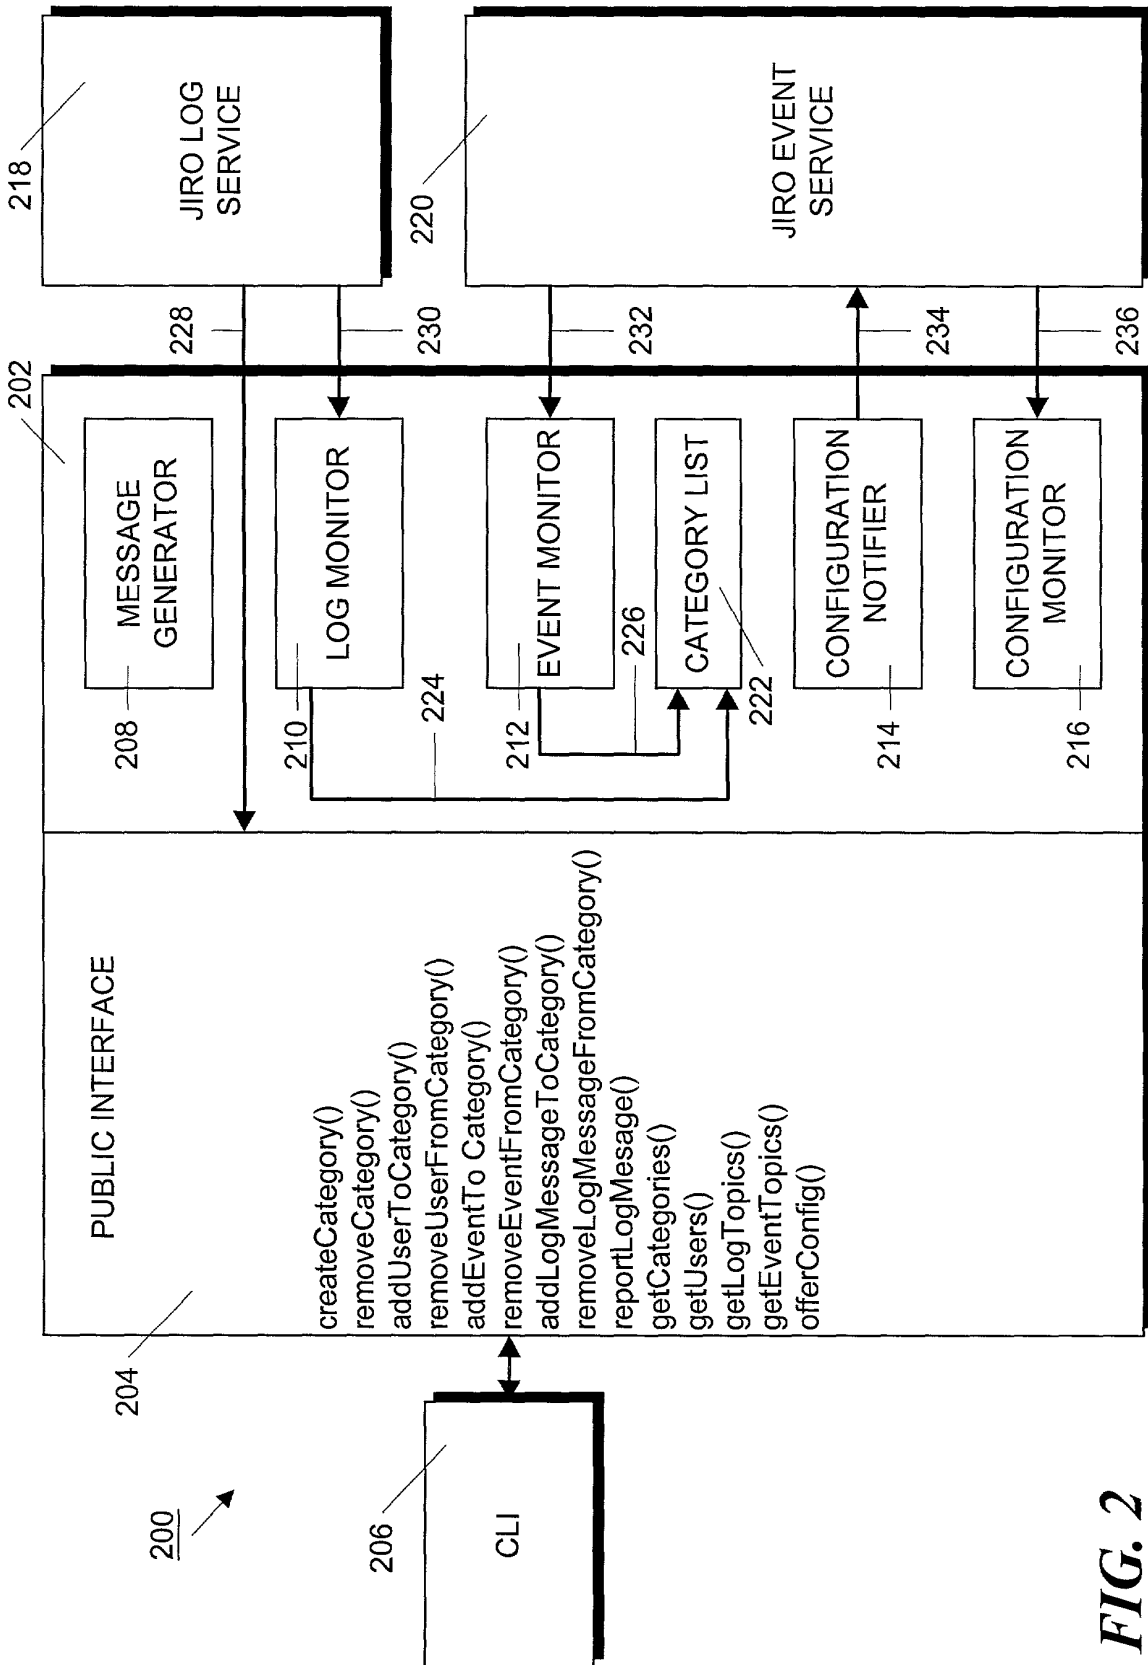 200
206
CLI
204
PUBLIC INTERFACE
createCategory()
removeCategory()
addUserToCategory()
removeUserFromCategory()
addEventTo Category()
removeEventFromCategory()
addLogMessageToCategory()
removeLogMessageFromCategory()
reportLogMesage()
getCategories()
getUsers()
getLogTopics()
getEventTopics()
offerConfig()
202
208
MESSAGE
GENERATOR
210
LOG MONITOR
224
212
EVENT MONITOR
226
CATEGORY LIST
222
CONFIGURATION
NOTIFIER
214
CONFIGURATION
MONITOR
216
228
230
232
234
236
218
JIRO LOG
SERVICE
220
JIRO EVENT
SERVICE
FIG. 2